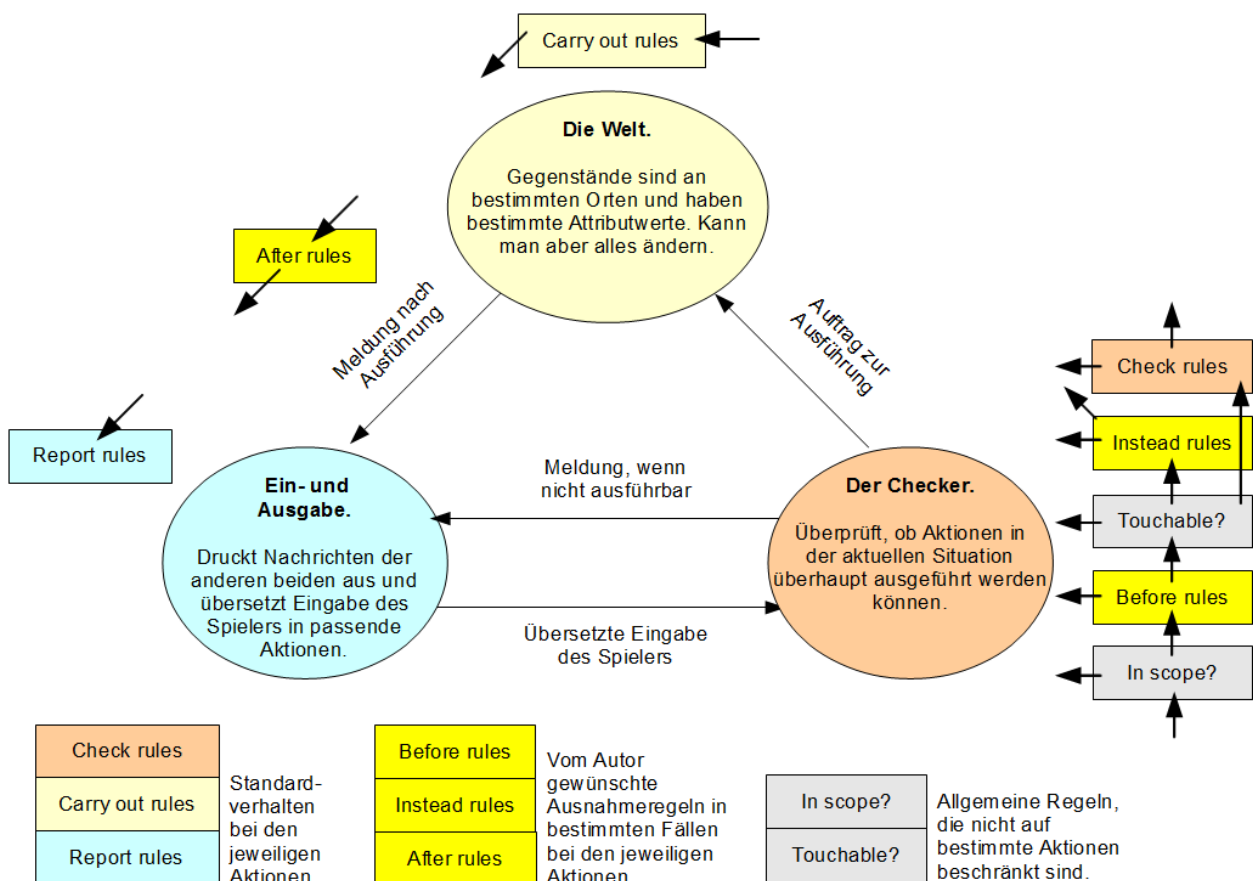 Carry out rules
Die Welt.
Gegenstände sind an
bestimmten Orten und haben
bestimmte Attributwerte. Kann
man aber alles ändern.
After rules
Meldung nach
Ausführung
Auftrag zur
Ausführung
Check rules
Instead rules
Touchable?
Before rules
In scope?
Report rules
Ein- und
Ausgabe.
Druckt Nachrichten der
anderen beiden aus und
übersetzt Eingabe des
Spielers in passende
Aktionen.
Meldung, wenn
nicht ausführbar
Der Checker.
Überprüft, ob Aktionen in
der aktuellen Situation
überhaupt ausgeführt werden
können.
Übersetzte Eingabe
des Spielers
Check rules
Carry out rules
Report rules
Standard-
verhalten
bei den
jeweiligen
Aktionen
Before rules
Instead rules
After rules
Vom Autor
gewünschte
Ausnahmeregeln in
bestimmten Fällen
bei den jeweiligen
Aktionen
In scope?
Touchable?
Allgemeine Regeln,
die nicht auf
bestimmte Aktionen
beschränkt sind.